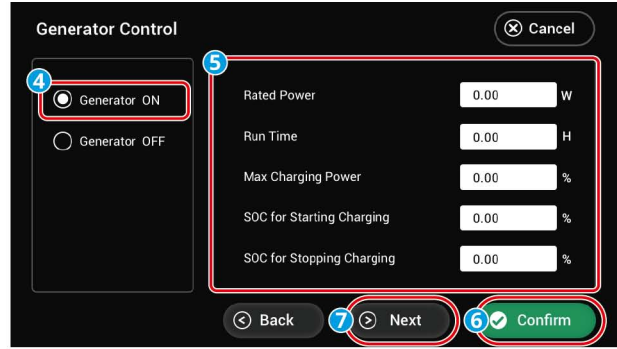 Generator Control
Cancel
4
Generator ON
Generator OFF
5
Rated Power 0.00 W
Run Time 0.00 H
Max Charging Power 0.00 %
SOC for Starting Charging 0.00 %
SOC for Stopping Charging 0.00 %
Back
7 Next
6 Confirm